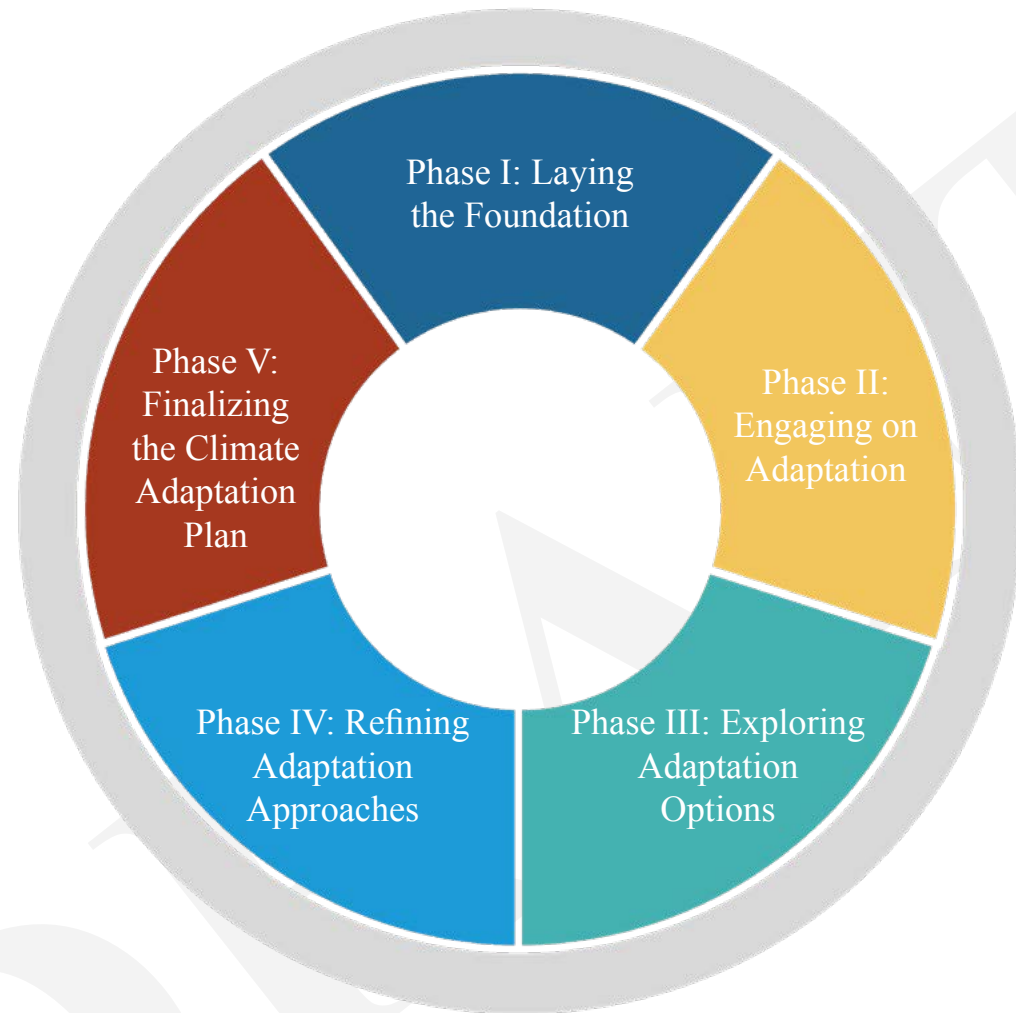 Phase I: Laying
the Foundation
Phase II:
Engaging on
Adaptation
Phase III: Exploring
Adaptation
Options
Phase IV: Refining
Adaptation
Approaches
Phase V:
Finalizing
the Climate
Adaptation
Plan